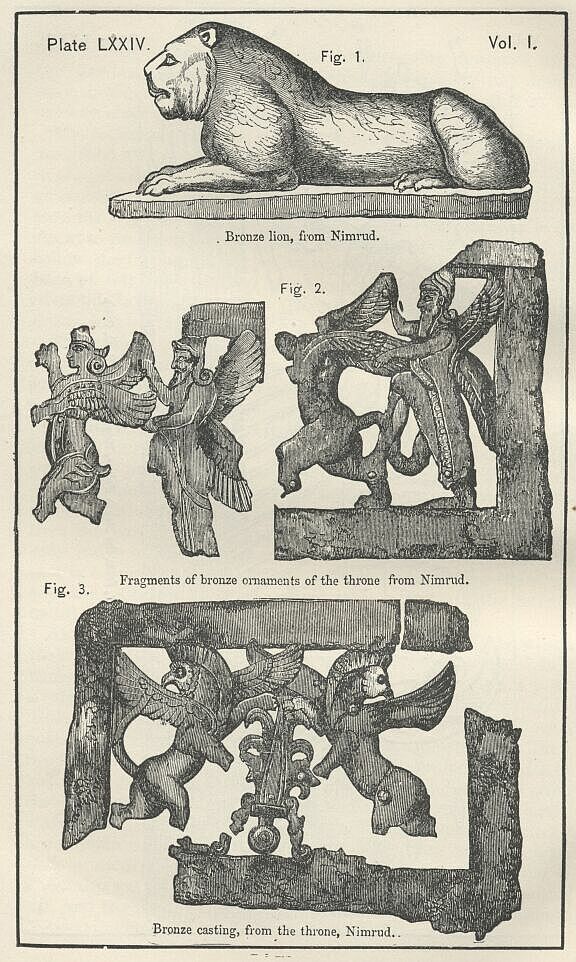 Plate LXXIV.
Vol. I.
Fig. 1.
Bronze lion, from Nimrud.
Fig. 2.
Fragments of bronze ornaments of the throne from Nimrud.
Fig. 3.
Bronze casting, from the throne, Nimrud..